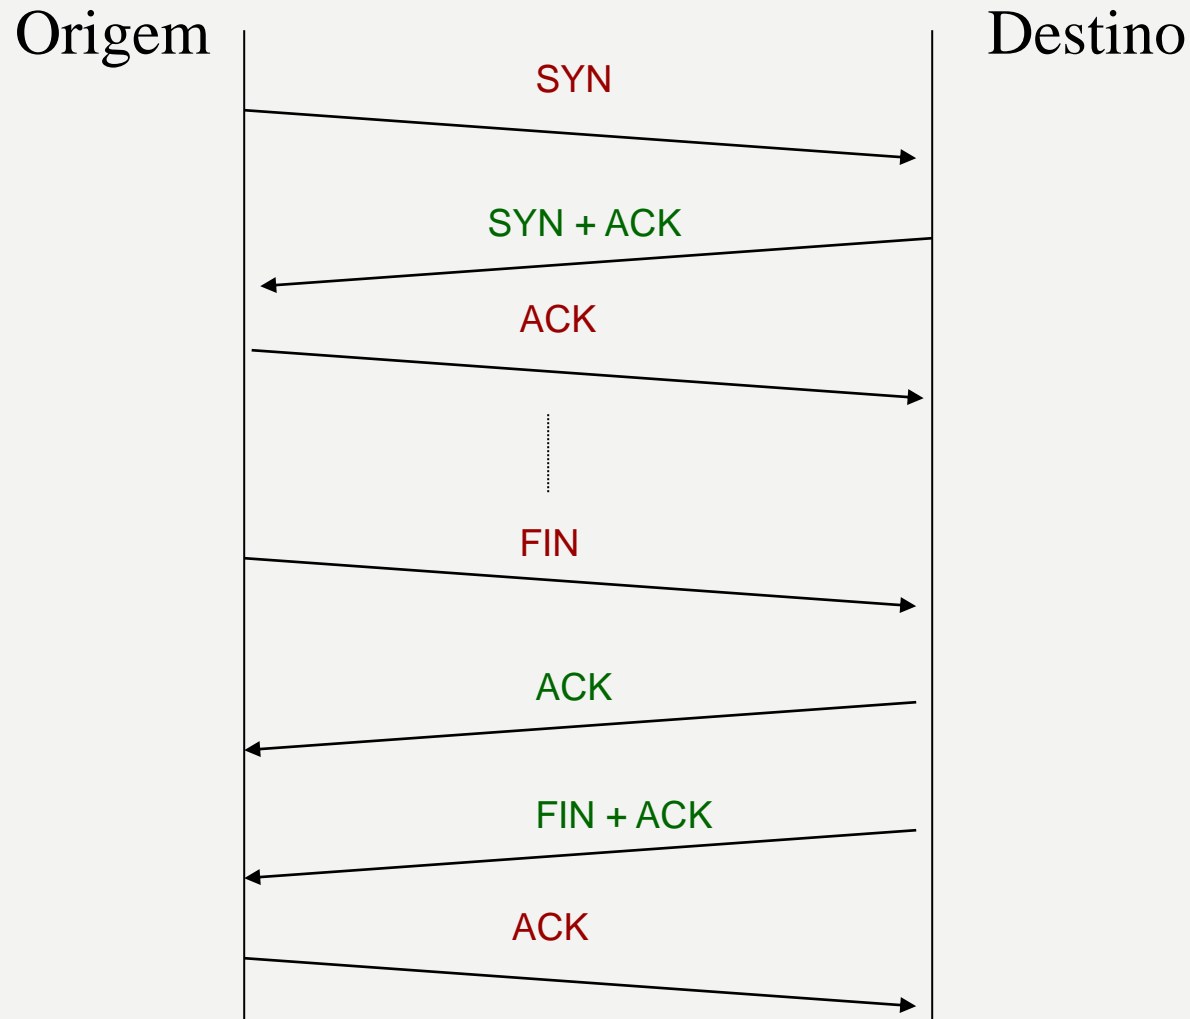 Origem
Destino
SYN
SYN + ACK
ACK
FIN
ACK
FIN + ACK
ACK